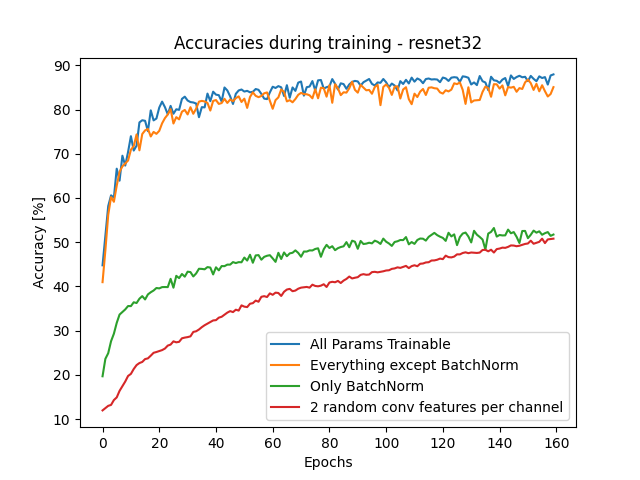 Accuracies during training - resnet32
Accuracy [%]
90
80
70
60
50
40
30
20
10
0 20 40 60 80 100 120 140 160
Epochs
All Params Trainable
Everything except BatchNorm
Only BatchNorm
2 random conv features per channel